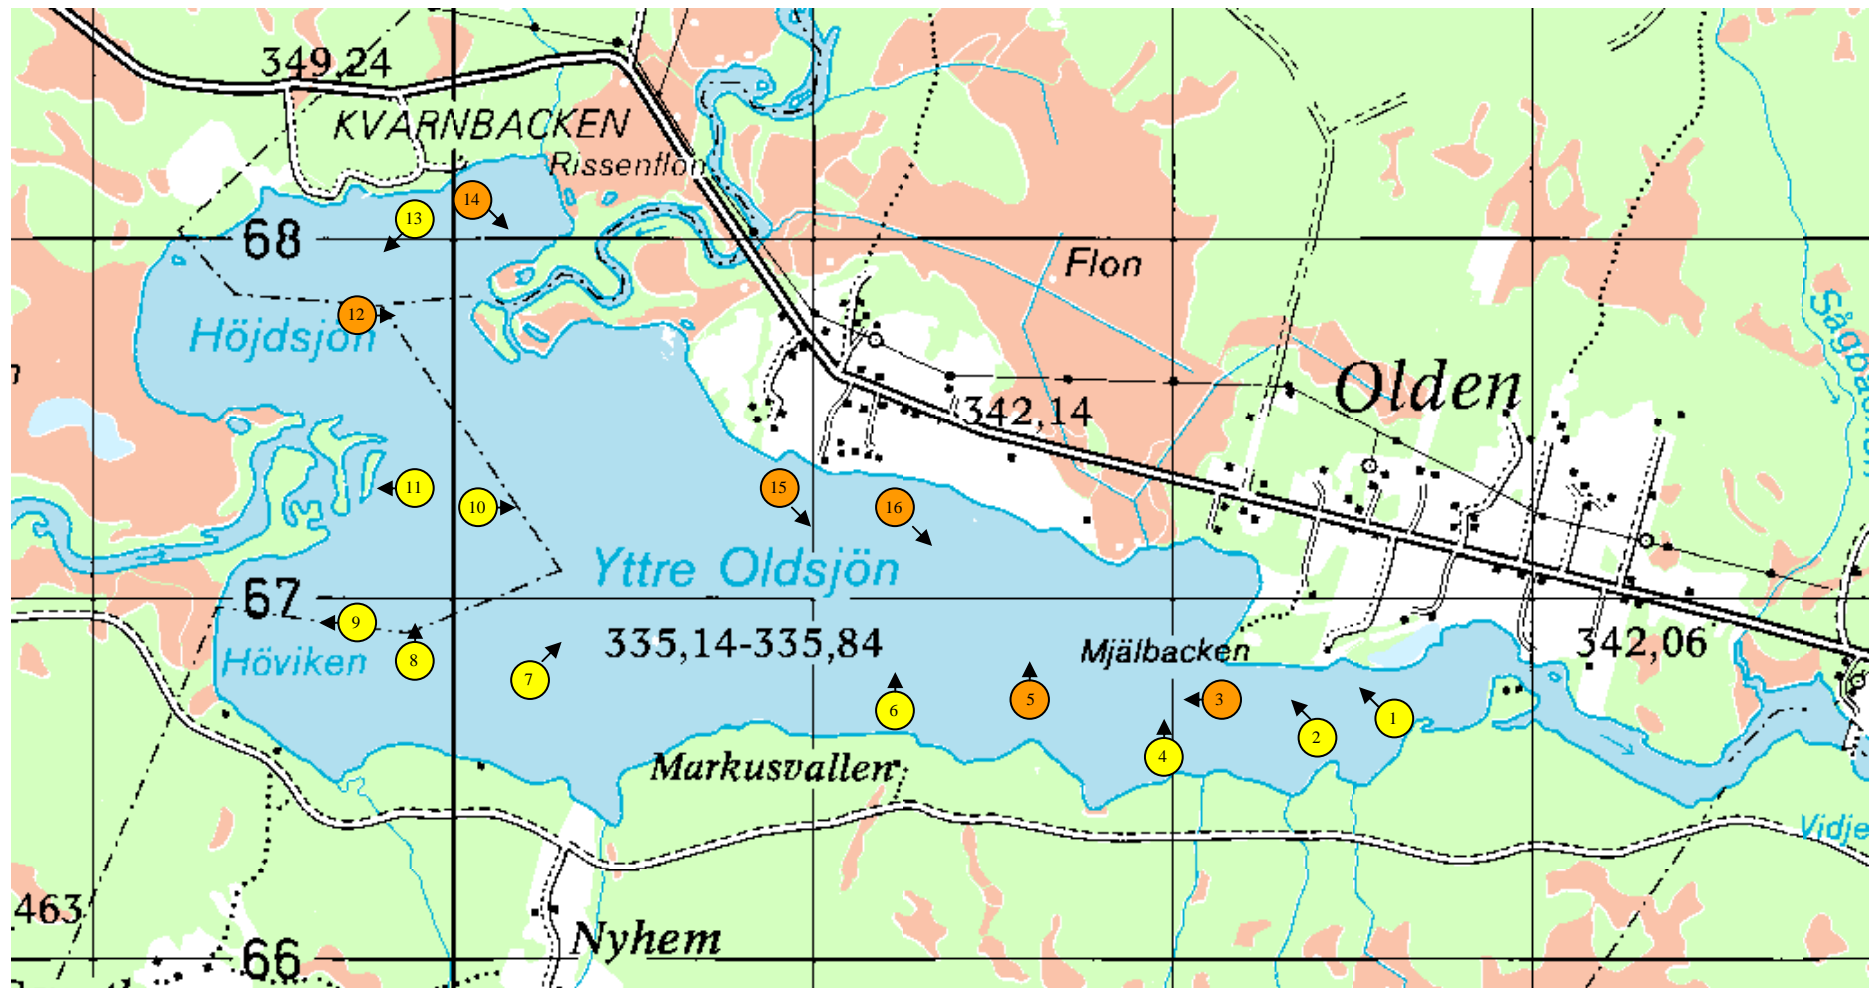 349,24
KVARNBACKEN
Rissenflon
14
13
68
Flon
12
Höjdsjön
Olden
342,14
11
10
15
16
Yttre Oldsjön
67
9
335,14-335,84
Mjälbacken
342,06
8
Höviken
7
6
5
3
1
2
4
Markusvallen
Vidje
463
Nyhem
66